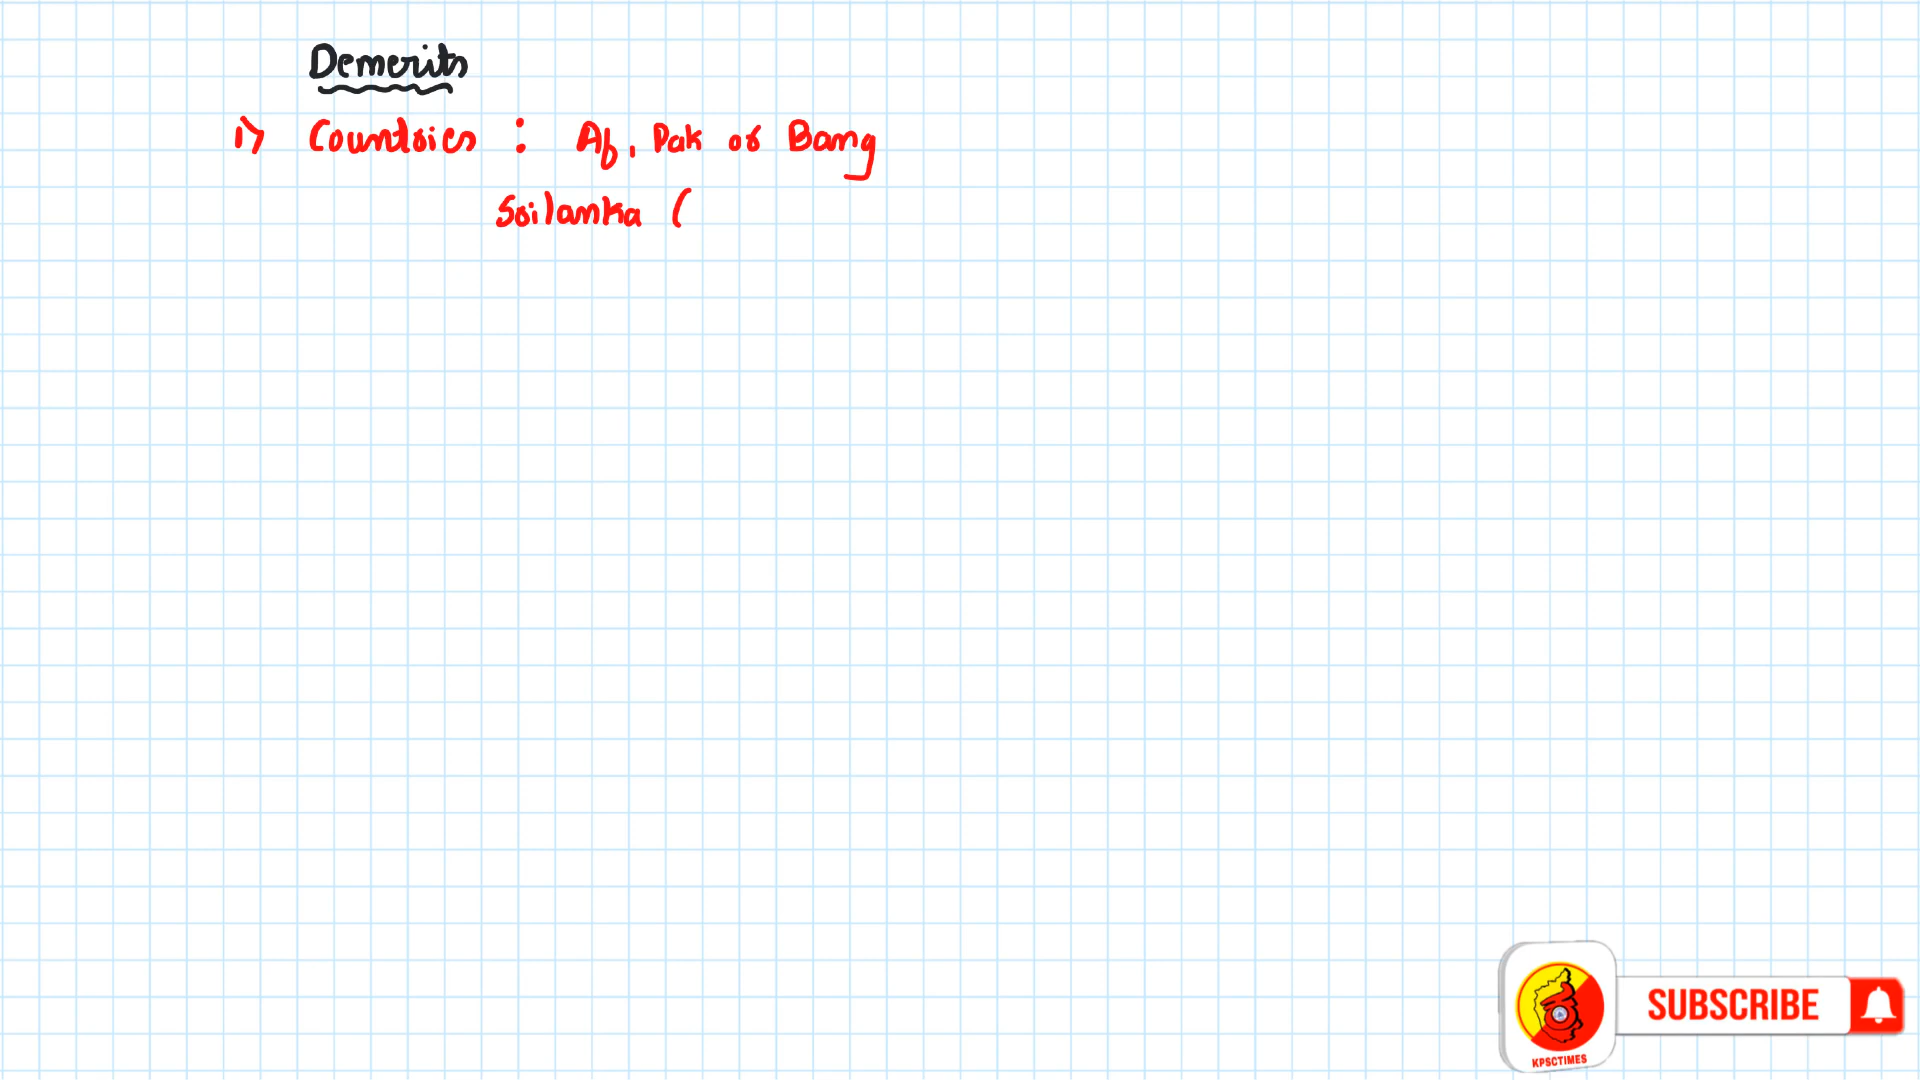 Demerits
1) Countries : Af, Pak or Bang
Srilanka (
SUBSCRIBE
KPSCTIMES